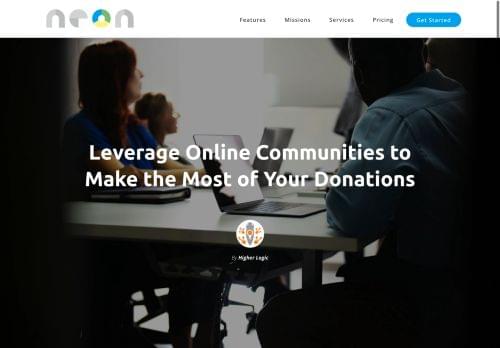 neon
Features
Missions
Services
Pricing
Get Started
Leverage Online Communities to
Make the Most of Your Donations
By Higher Logic